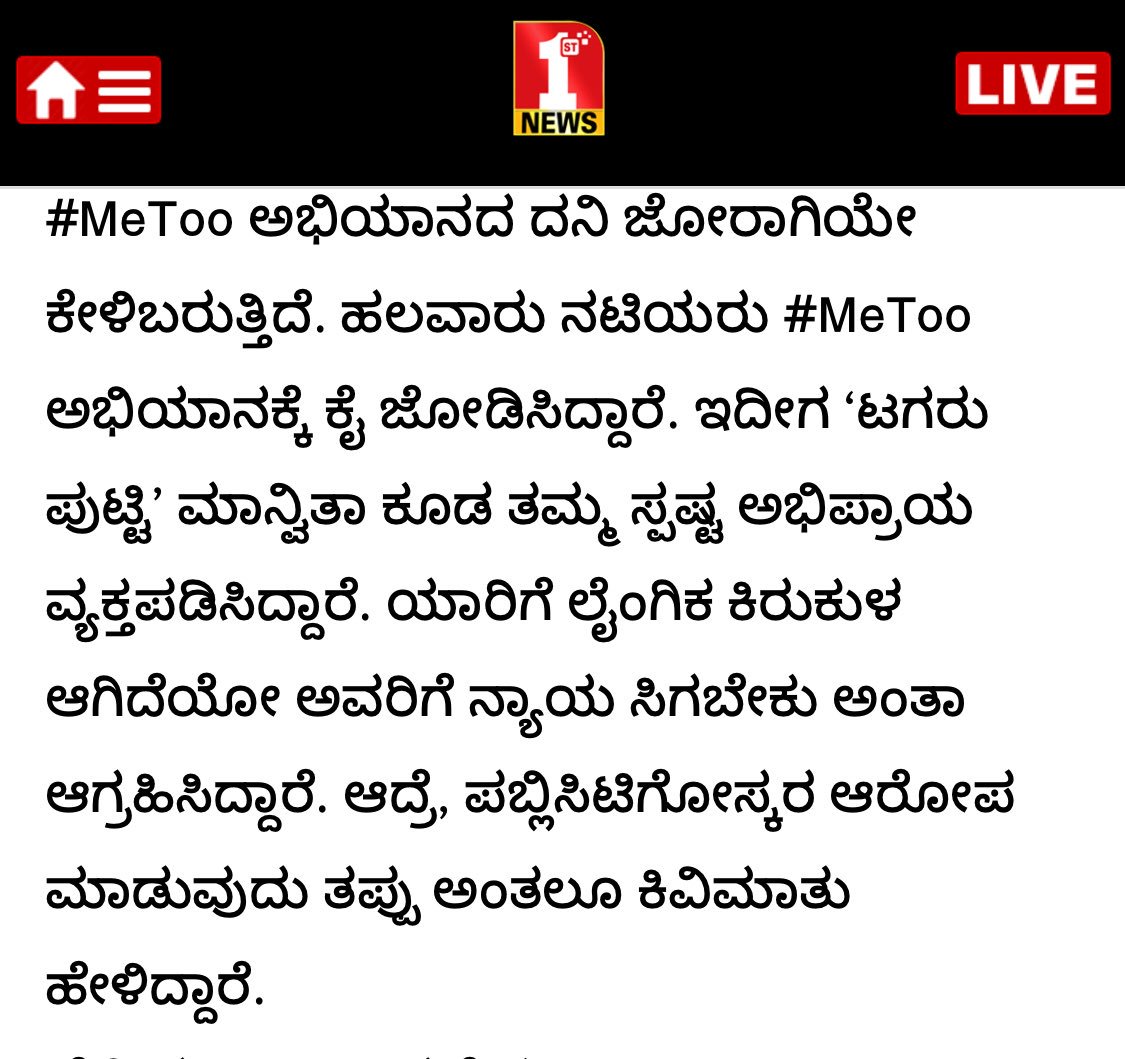 1ST
NEWS
LIVE
#MeToo ಅಭಿಯಾನದ ದನಿ ಜೋರಾಗಿಯೇ
ಕೇಳಿಬರುತ್ತಿದೆ. ಹಲವಾರು ನಟಿಯರು #MeToo
ಅಭಿಯಾನಕ್ಕೆ ಕೈ ಜೋಡಿಸಿದ್ದಾರೆ. ಇದೀಗ ‘ಟಗರು
ಪುಟ್ಟಿ’ ಮಾನ್ವಿತಾ ಕೂಡ ತಮ್ಮ ಸ್ಪಷ್ಟ ಅಭಿಪ್ರಾಯ
ವ್ಯಕ್ತಪಡಿಸಿದ್ದಾರೆ. ಯಾರಿಗೆ ಲೈಂಗಿಕ ಕಿರುಕುಳ
ಆಗಿದೆಯೋ ಅವರಿಗೆ ನ್ಯಾಯ ಸಿಗಬೇಕು ಅಂತಾ
ಆಗ್ರಹಿಸಿದ್ದಾರೆ. ಆದ್ರೆ, ಪಬ್ಲಿಸಿಟಿಗೋಸ್ಕರ ಆರೋಪ
ಮಾಡುವುದು ತಪ್ಪು ಅಂತಲೂ ಕಿವಿಮಾತು
ಹೇಳಿದ್ದಾರೆ.